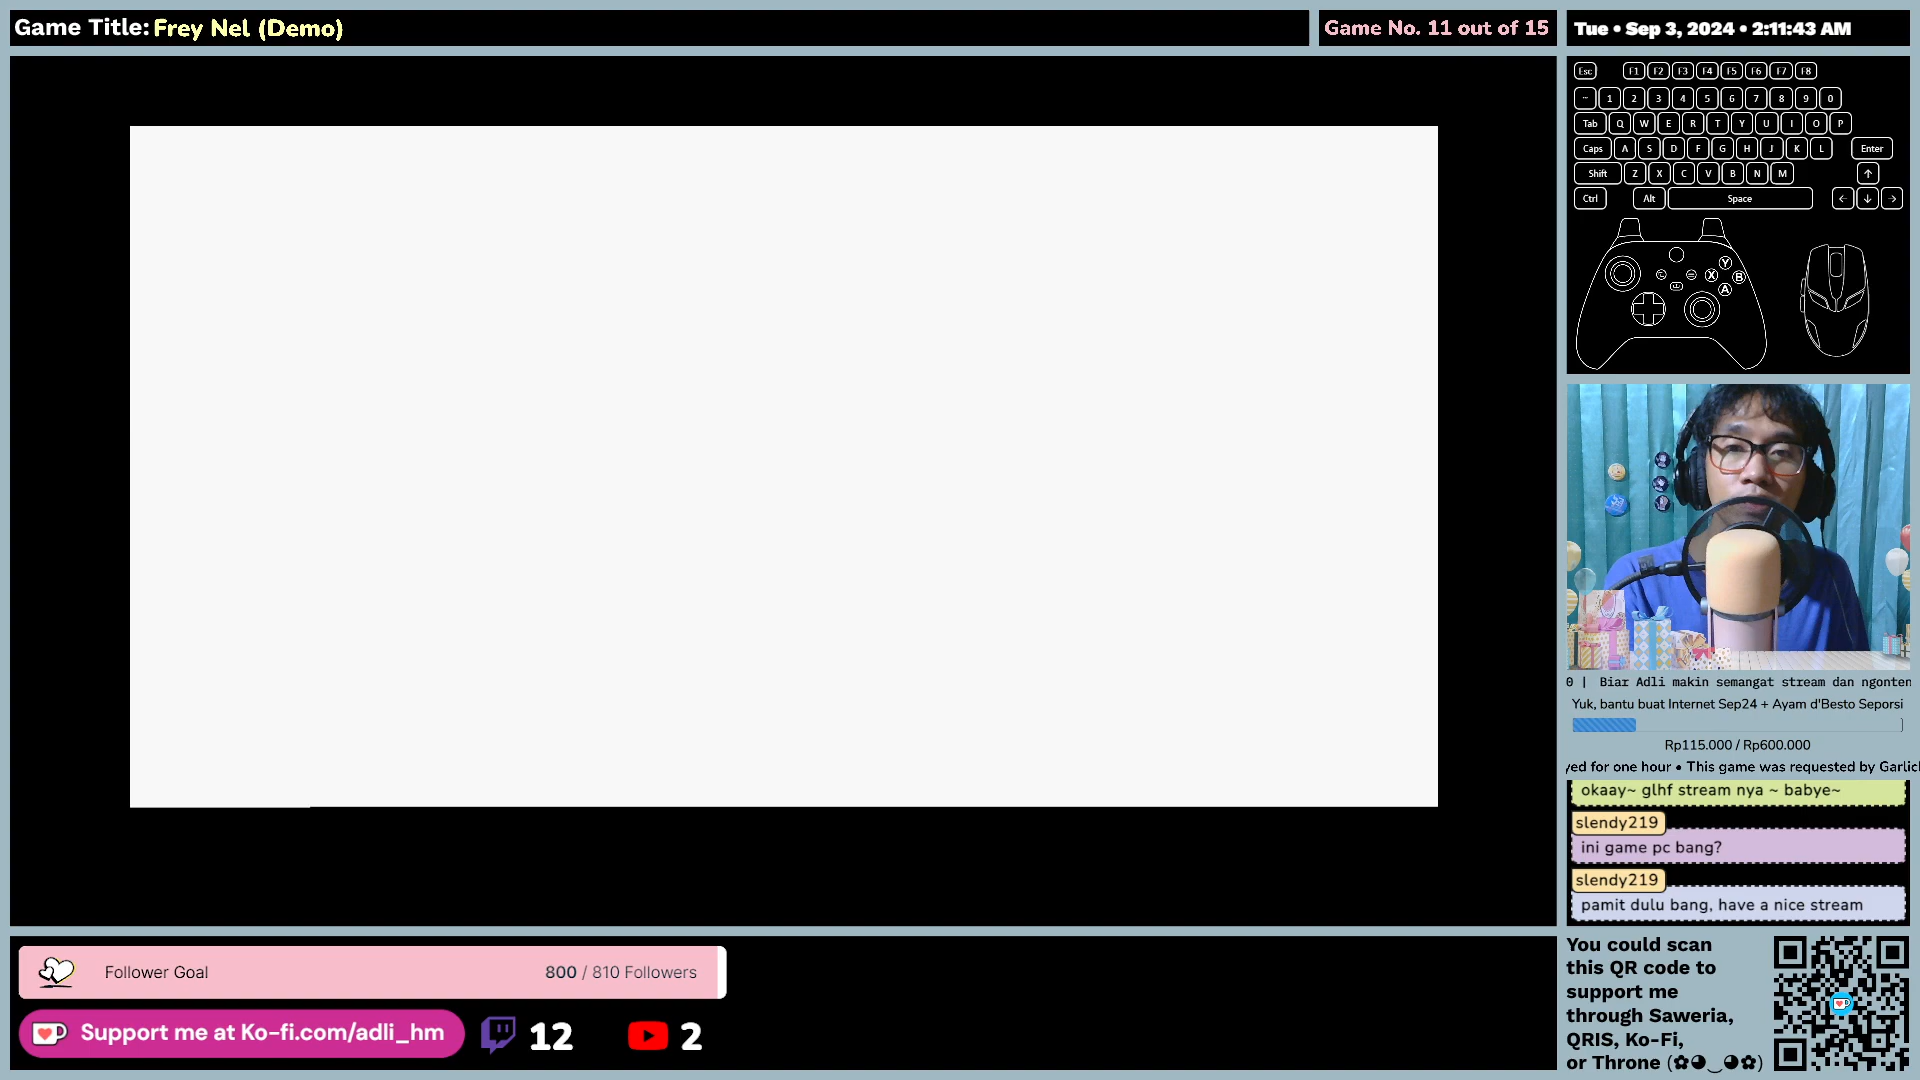 Game Title: Frey Nel (Demo)
Game No. 11 out of 15
Tue • Sep 3, 2024 • 2:11:43 AM
Esc F1 F2 F3 F4 F5 F6 F7 F8
~ 1 2 3 4 5 6 7 8 9 0
Tab Q W E R T Y U I O P
Caps A S D F G H J K L Enter
Shift Z X C V B N M ↑
Ctrl Alt Space ← ↓ →
Y
X B
A
0 | Biar Adli makin semangat stream dan ngonten
Yuk, bantu buat Internet Sep24 + Ayam d'Besto Seporsi
Rp115.000 / Rp600.000
yed for one hour • This game was requested by Garlic
okaay~ glhf stream nya ~ babye~
slendy219
ini game pc bang?
slendy219
pamit dulu bang, have a nice stream
Follower Goal 800 / 810 Followers
Support me at Ko-fi.com/adli_hm 12 2
You could scan
this QR code to
support me
through Saweria,
QRIS, Ko-Fi,
or Throne (✿◕‿◕✿)